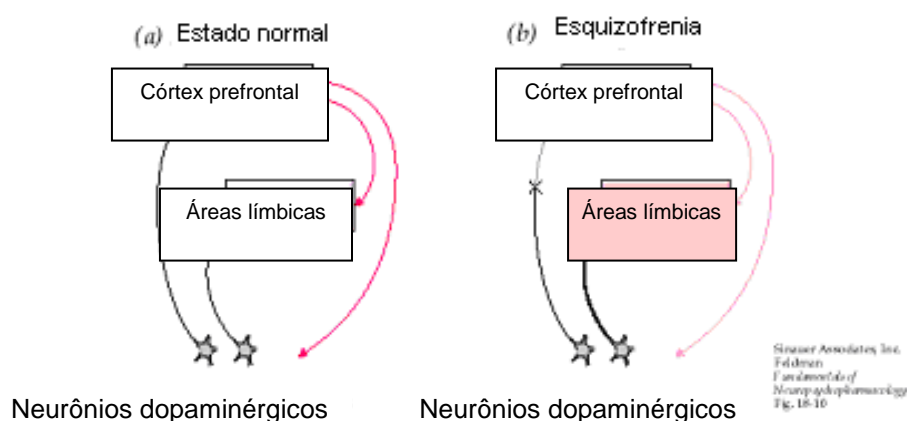 (a) Estado normal
Córtex prefrontal
Áreas límbicas
Neurônios dopaminérgicos
(b) Esquizofrenia
Córtex prefrontal
Áreas límbicas
Neurônios dopaminérgicos
Sinauer Associates, Inc.
Feldman
Fundamentals of
Neuropsychopharmacology
Fig. 18-10